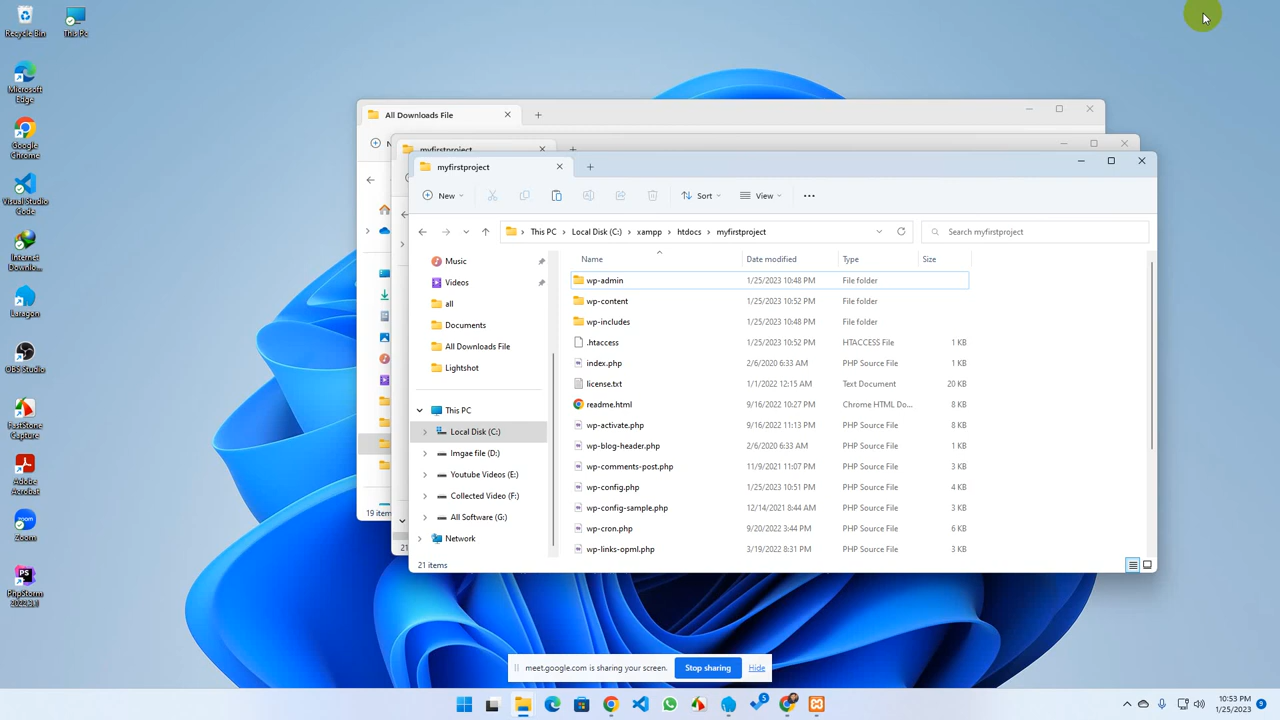 Recycle Bin
This Pc
Microsoft
Edge
Google
Chrome
Visual Studio
Code
Internet
Downlo...
Laragon
OBS Studio
FastStone
Capture
Adobe
Acrobat
Zoom
PhpStorm
All Downloads File
myfirstproject
19 items
21
myfirstproject
New
Sort
View
This PC
Local Disk (C:)
xampp
htdocs
myfirstproject
Search myfirstproject
Music
Videos
all
Documents
All Downloads File
Lightshot
This PC
Local Disk (C:)
Imgae file (D:)
Youtube Videos (E:)
Collected Video (F:)
All Software (G:)
Network
Name Date modified Type Size
wp-admin 1/25/2023 10:48 PM File folder
wp-content 1/25/2023 10:52 PM File folder
wp-includes 1/25/2023 10:48 PM File folder
.htaccess 1/25/2023 10:52 PM HTACCESS File 1 KB
index.php 2/6/2020 6:33 AM PHP Source File 1 KB
license.txt 1/1/2022 12:15 AM Text Document 20 KB
readme.html 9/16/2022 10:27 PM Chrome HTML Do... 8 KB
wp-activate.php 9/16/2022 11:13 PM PHP Source File 8 KB
wp-blog-header.php 2/6/2020 6:33 AM PHP Source File 1 KB
wp-comments-post.php 11/9/2021 11:07 PM PHP Source File 3 KB
wp-config.php 1/25/2023 10:51 PM PHP Source File 4 KB
wp-config-sample.php 12/14/2021 8:44 AM PHP Source File 3 KB
wp-cron.php 9/20/2022 3:44 PM PHP Source File 6 KB
wp-links-opml.php 3/19/2022 8:31 PM PHP Source File 3 KB
21 items
meet.google.com is sharing your screen.
Stop sharing
Hide
10:53 PM
1/25/2023